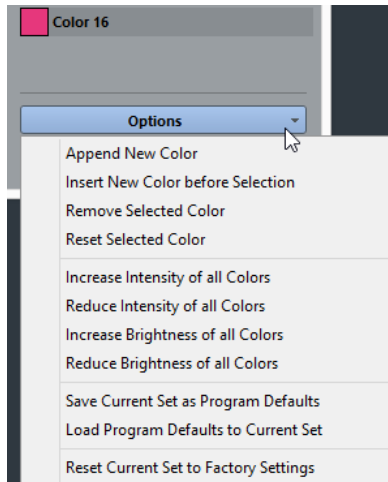 Color 16
Options
Append New Color
Insert New Color before Selection
Remove Selected Color
Reset Selected Color
Increase Intensity of all Colors
Reduce Intensity of all Colors
Increase Brightness of all Colors
Reduce Brightness of all Colors
Save Current Set as Program Defaults
Load Program Defaults to Current Set
Reset Current Set to Factory Settings